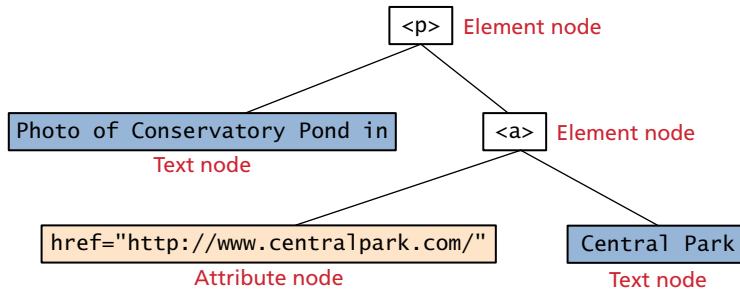 <p> Element node
Photo of Conservatory Pond in
Text node
<a> Element node
href="http://www.centralpark.com/"
Attribute node
Central Park
Text node